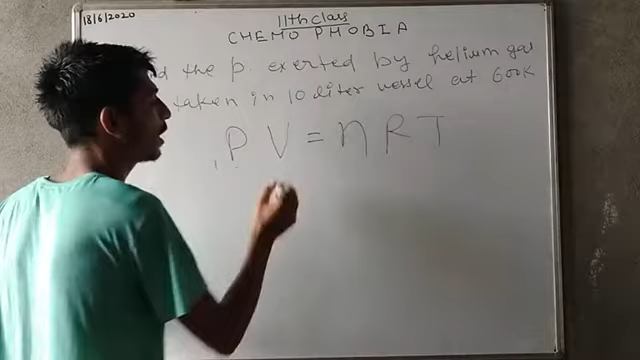 18/6/2020
11th class
CHEMO PHOBIA
the p. exerted by helium gas
taken in 10 liter vessel at 600K
PV = nRT